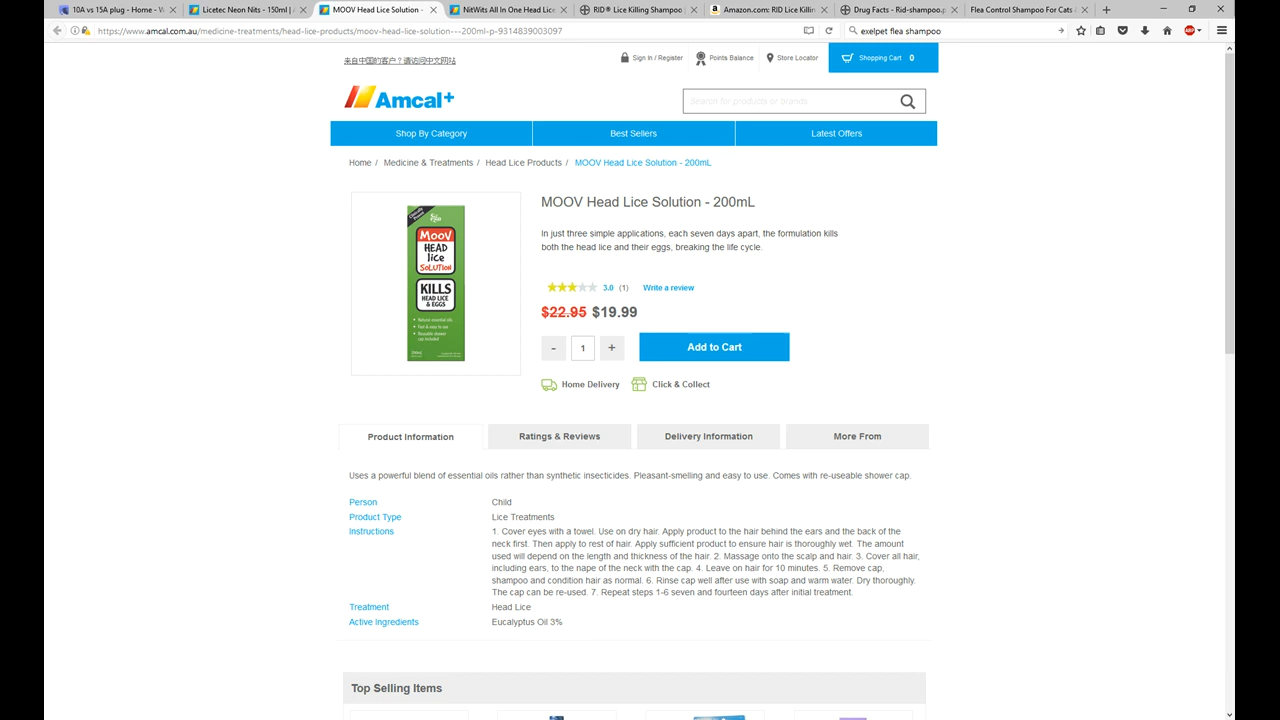 10A vs 15A plug - Home - W
Licetec Neon Nits - 150ml | A
MOOV Head Lice Solution -
NitWits All In One Head Lice
RID ® Lice Killing Shampoo |
Amazon.com: RID Lice Killin
Drug Facts - Rid-shampoo.p
Flea Control Shampoo For Cats &
https://www.amcal.com.au/medicine-treatments/head-lice-products/moov-head-lice-solution---200ml-p-9314839003097
exelpet flea shampoo
ABP
来自中国的客户?请访问中文网站
Sign In / Register
Points Balance
Store Locator
Shopping Cart 0
Amcal+
Search for products or brands
Shop By Category
Best Sellers
Latest Offers
Home / Medicine & Treatments / Head Lice Products / MOOV Head Lice Solution - 200mL
MOOV Head Lice Solution - 200mL
In just three simple applications, each seven days apart, the formulation kills
both the head lice and their eggs, breaking the life cycle.
MOOV
HEAD
lice
SOLUTION
KILLS
HEAD LICE
& EGGS
3.0 (1) Write a review
$22.95 $19.99
- 1 + Add to Cart
Home Delivery
Click & Collect
Product Information
Ratings & Reviews
Delivery Information
More From
Uses a powerful blend of essential oils rather than synthetic insecticides. Pleasant-smelling and easy to use. Comes with re-useable shower cap.
Person Child
Product Type Lice Treatments
Instructions 1. Cover eyes with a towel. Use on dry hair. Apply product to the hair behind the ears and the back of the
neck first. Then apply to rest of hair. Apply sufficient product to ensure hair is thoroughly wet. The amount
used will depend on the length and thickness of the hair. 2. Massage onto the scalp and hair. 3. Cover all hair,
including ears, to the nape of the neck with the cap. 4. Leave on hair for 10 minutes. 5. Remove cap,
shampoo and condition hair as normal. 6. Rinse cap well after use with soap and warm water. Dry thoroughly.
The cap can be re-used. 7. Repeat steps 1-6 seven and fourteen days after initial treatment.
Treatment Head Lice
Active Ingredients Eucalyptus Oil 3%
Top Selling Items